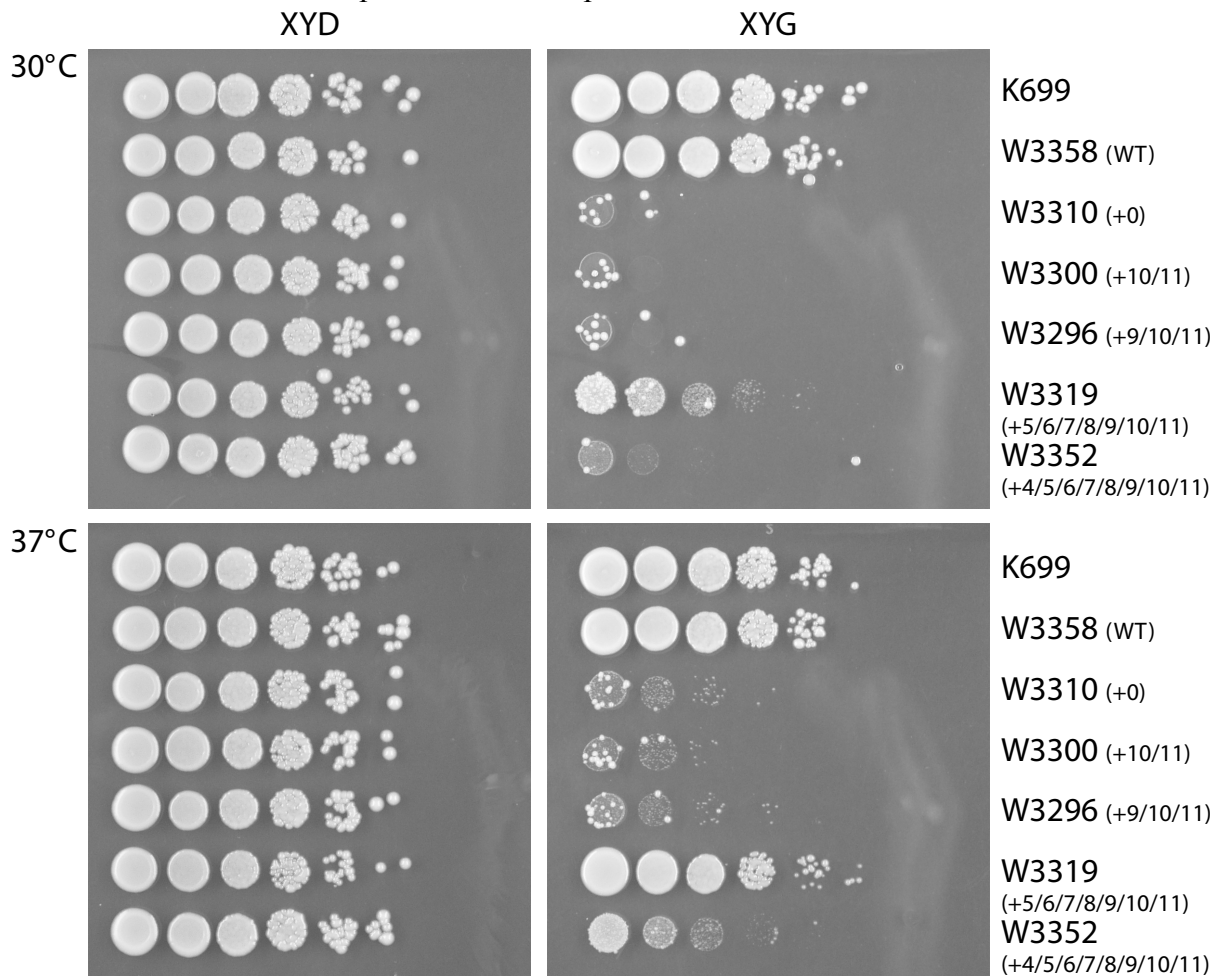 XYD XYG
30°C
K699
W3358 (WT)
W3310 (+0)
W3300 (+10/11)
W3296 (+9/10/11)
W3319
(+5/6/7/8/9/10/11)
W3352
(+4/5/6/7/8/9/10/11)
37°C
K699
W3358 (WT)
W3310 (+0)
W3300 (+10/11)
W3296 (+9/10/11)
W3319
(+5/6/7/8/9/10/11)
W3352
(+4/5/6/7/8/9/10/11)